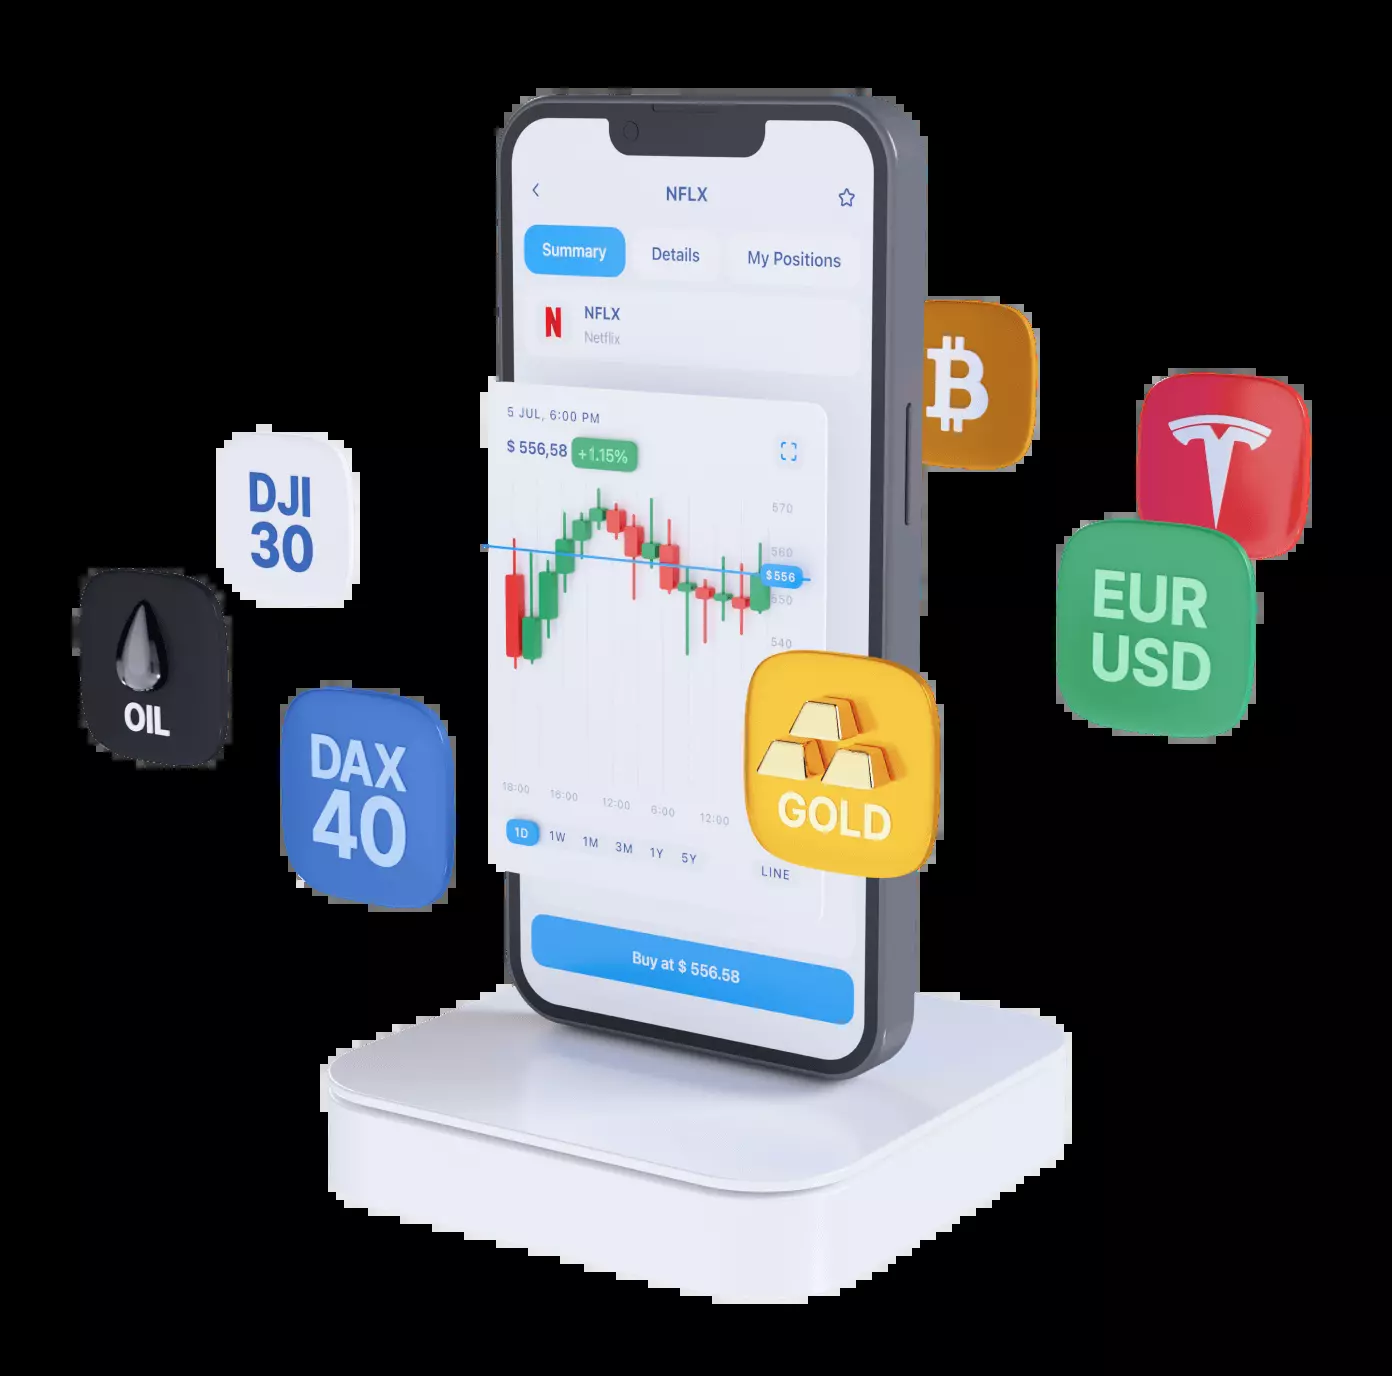 NFLX
Summary
Details
My Positions
N
NFLX
Netflix
5 JUL, 6:00 PM
$ 556,58
+1.15%
570
560
$556
550
540
18:00
16:00
12:00
6:00
12:00
1D
1W
1M
3M
1Y
5Y
LINE
Buy at $ 556.58
DJI
30
OIL
DAX
40
GOLD
₿
EUR
USD